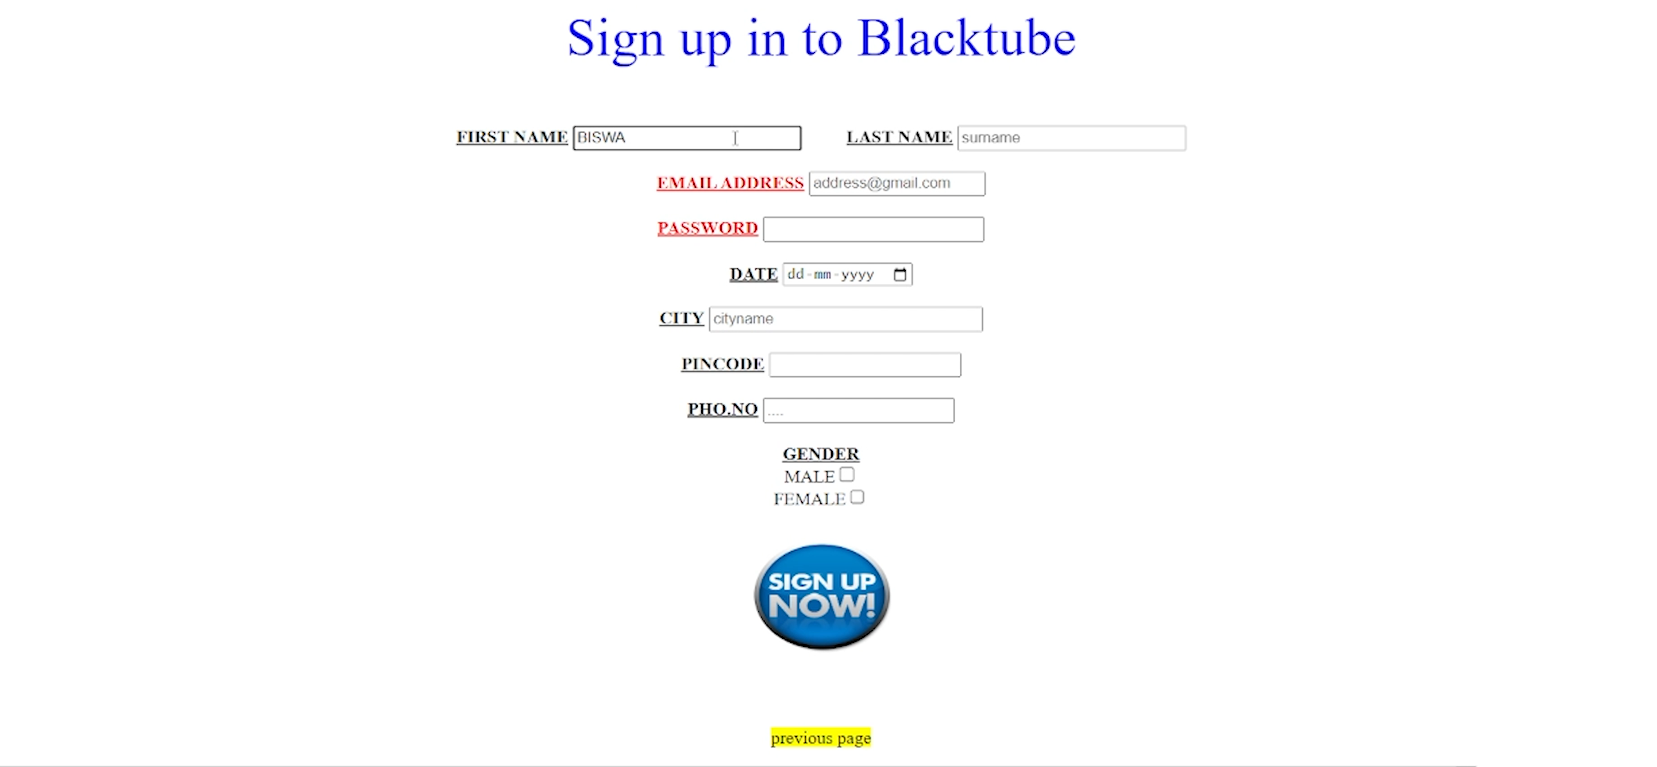 Sign up in to Blacktube
FIRST NAME BISWA LAST NAME surname
EMAIL ADDRESS address@gmail.com
PASSWORD
DATE dd-mm-yyyy
CITY cityname
PINCODE
PHO.NO ....
GENDER
MALE
FEMALE
SIGN UP
NOW!
previous page